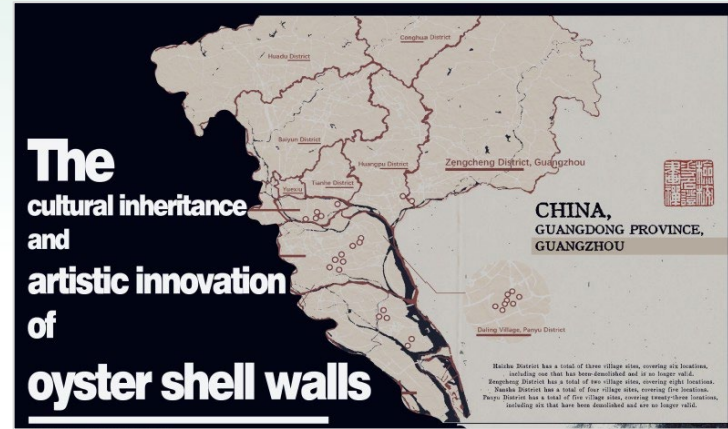 The
cultural inheritance
and
artistic innovation
of
oyster shell walls
Huadu District
Conghua District
Baiyun District
Huangpu District
Tianhe District
Yuexiu
Zengcheng District, Guangzhou
CHINA,
GUANGDONG PROVINCE,
GUANGZHOU
Daling Village, Panyu District
Haizhu District has a total of three village sites, covering six locations,
including one that has been demolished and is no longer valid.
Zengcheng District has a total of two village sites, covering eight locations.
Nansha District has a total of four village sites, covering five locations.
Panyu District has a total of five village sites, covering twenty-three locations,
including six that have been demolished and are no longer valid.